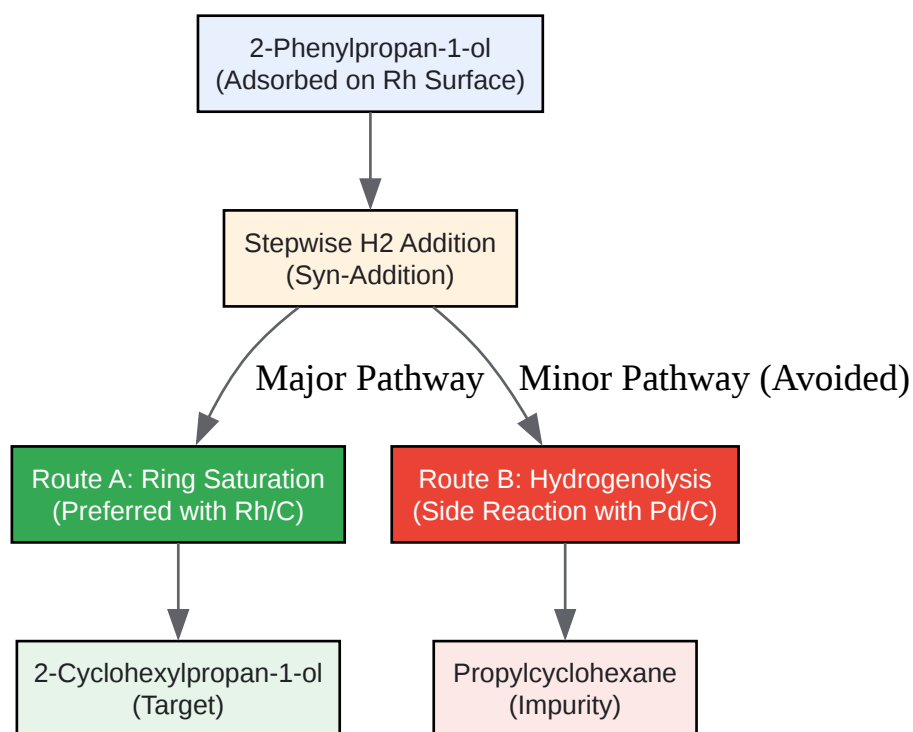 2-Phenylpropan-1-ol
(Adsorbed on Rh Surface)
Stepwise H2 Addition
(Syn-Addition)
Major Pathway
Minor Pathway (Avoided)
Route A: Ring Saturation
(Preferred with Rh/C)
Route B: Hydrogenolysis
(Side Reaction with Pd/C)
2-Cyclohexylpropan-1-ol
(Target)
Propylcyclohexane
(Impurity)